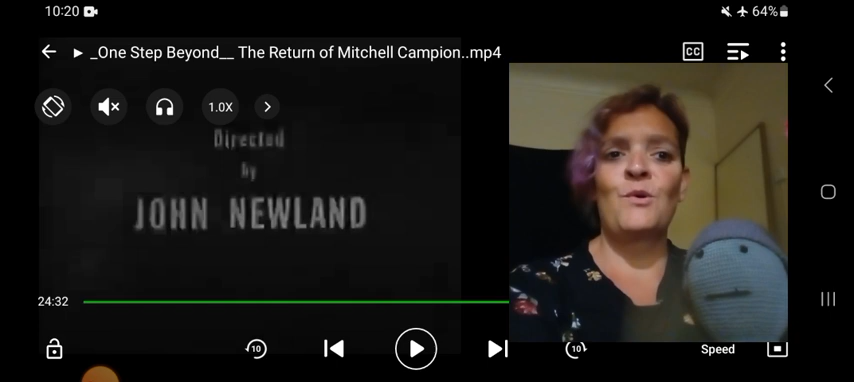 10:20
64%
_One Step Beyond__ The Return of Mitchell Campion..mp4
CC
1.0X
Directed
by
JOHN NEWLAND
24:32
10
10
Speed